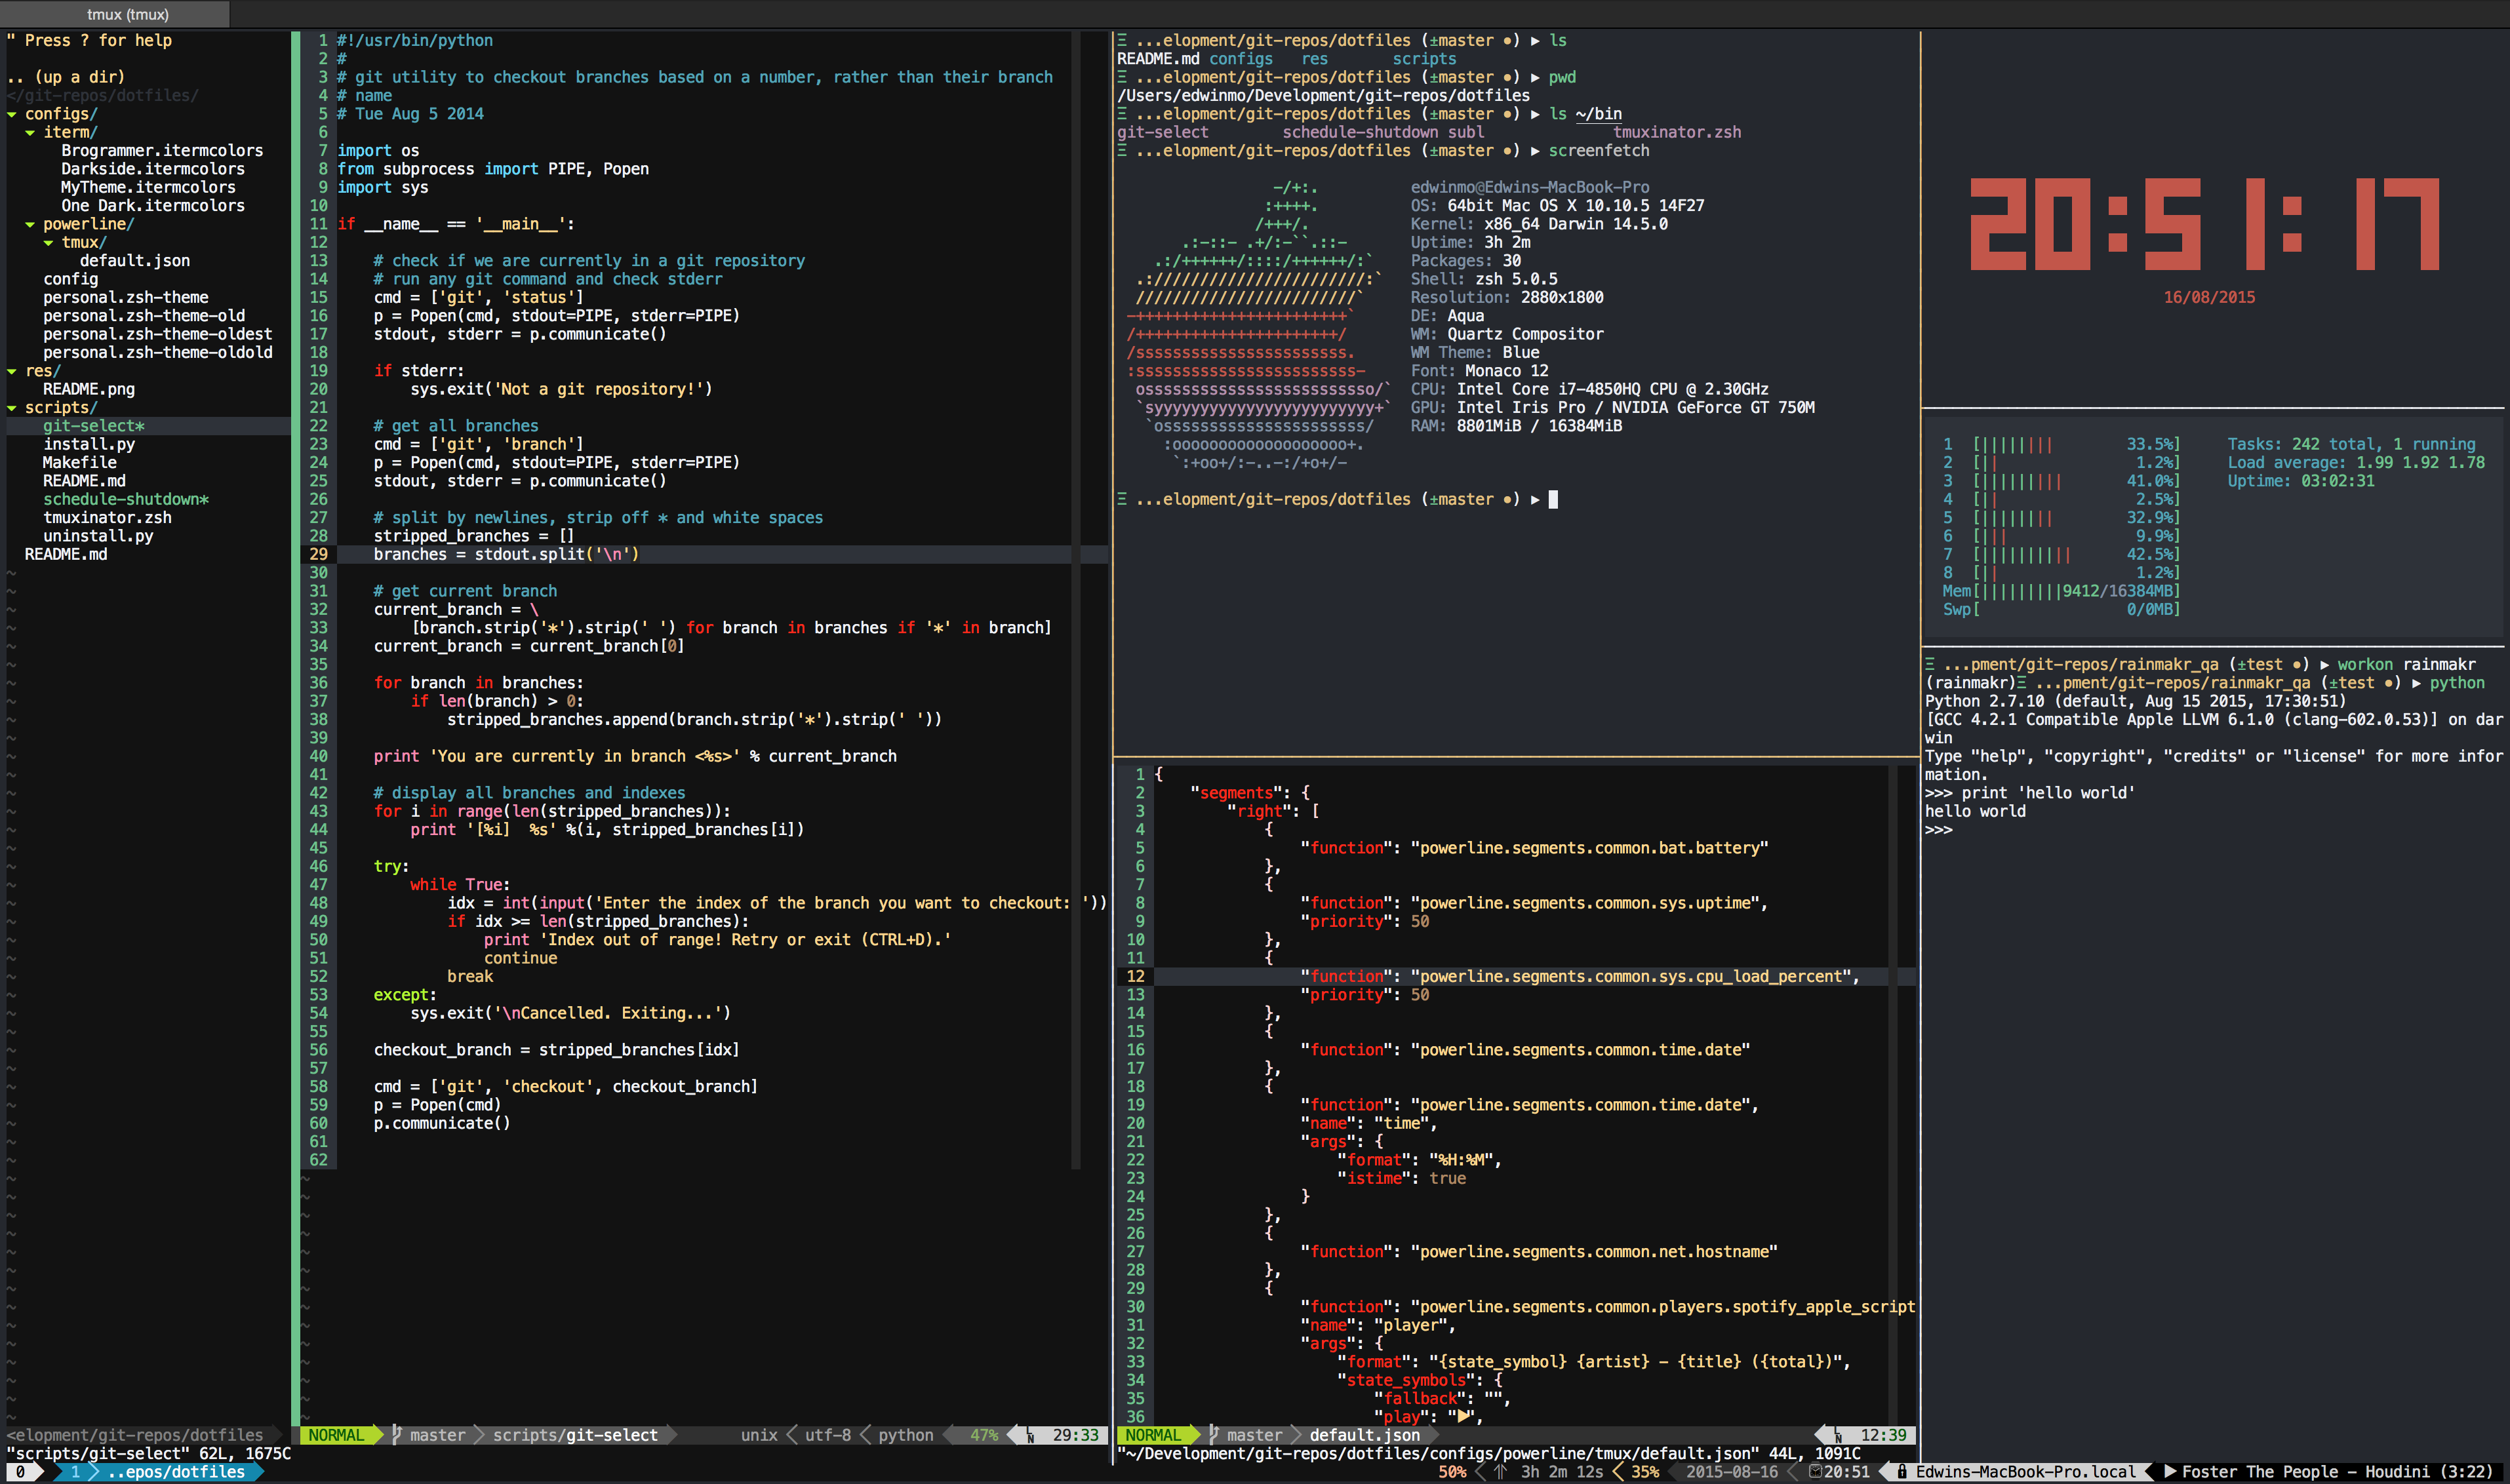 tmux (tmux)
" Press ? for help
.. (up a dir)
</git-repos/dotfiles/
▾ configs/
▾ iterm/
Brogrammer.itermcolors
Darkside.itermcolors
MyTheme.itermcolors
One Dark.itermcolors
▾ powerline/
▾ tmux/
default.json
config
personal.zsh-theme
personal.zsh-theme-old
personal.zsh-theme-oldest
personal.zsh-theme-oldold
▾ res/
README.png
▾ scripts/
git-select*
install.py
Makefile
README.md
schedule-shutdown*
tmuxinator.zsh
uninstall.py
README.md
<elopment/git-repos/dotfiles
1 #!/usr/bin/python
2 #
3 # git utility to checkout branches based on a number, rather than their branch
4 # name
5 # Tue Aug 5 2014
6
7 import os
8 from subprocess import PIPE, Popen
9 import sys
10
11 if __name__ == '__main__':
12
13     # check if we are currently in a git repository
14     # run any git command and check stderr
15     cmd = ['git', 'status']
16     p = Popen(cmd, stdout=PIPE, stderr=PIPE)
17     stdout, stderr = p.communicate()
18
19     if stderr:
20         sys.exit('Not a git repository!')
21
22     # get all branches
23     cmd = ['git', 'branch']
24     p = Popen(cmd, stdout=PIPE, stderr=PIPE)
25     stdout, stderr = p.communicate()
26
27     # split by newlines, strip off * and white spaces
28     stripped_branches = []
29     branches = stdout.split('\n')
30
31     # get current branch
32     current_branch = \
33         [branch.strip('*').strip(' ') for branch in branches if '*' in branch]
34     current_branch = current_branch[0]
35
36     for branch in branches:
37         if len(branch) > 0:
38             stripped_branches.append(branch.strip('*').strip(' '))
39
40     print 'You are currently in branch <%s>' % current_branch
41
42     # display all branches and indexes
43     for i in range(len(stripped_branches)):
44         print '[%i]  %s' %(i, stripped_branches[i])
45
46     try:
47         while True:
48             idx = int(input('Enter the index of the branch you want to checkout: '))
49             if idx >= len(stripped_branches):
50                 print 'Index out of range! Retry or exit (CTRL+D).'
51                 continue
52             break
53     except:
54         sys.exit('\nCancelled. Exiting...')
55
56     checkout_branch = stripped_branches[idx]
57
58     cmd = ['git', 'checkout', checkout_branch]
59     p = Popen(cmd)
60     p.communicate()
61
62
NORMAL master scripts/git-select unix utf-8 python 47% LN 29:33
"scripts/git-select" 62L, 1675C
Ξ ...elopment/git-repos/dotfiles (±master ●) ▶ ls
README.md configs res scripts
Ξ ...elopment/git-repos/dotfiles (±master ●) ▶ pwd
/Users/edwinmo/Development/git-repos/dotfiles
Ξ ...elopment/git-repos/dotfiles (±master ●) ▶ ls ~/bin
git-select schedule-shutdown subl tmuxinator.zsh
Ξ ...elopment/git-repos/dotfiles (±master ●) ▶ screenfetch
edwinmo@Edwins-MacBook-Pro
OS: 64bit Mac OS X 10.10.5 14F27
Kernel: x86_64 Darwin 14.5.0
Uptime: 3h 2m
Packages: 30
Shell: zsh 5.0.5
Resolution: 2880x1800
DE: Aqua
WM: Quartz Compositor
WM Theme: Blue
Font: Monaco 12
CPU: Intel Core i7-4850HQ CPU @ 2.30GHz
GPU: Intel Iris Pro / NVIDIA GeForce GT 750M
RAM: 8801MiB / 16384MiB
Ξ ...elopment/git-repos/dotfiles (±master ●) ▶
1 {
2     "segments": {
3         "right": [
4             {
5                 "function": "powerline.segments.common.bat.battery"
6             },
7             {
8                 "function": "powerline.segments.common.sys.uptime",
9                 "priority": 50
10             },
11             {
12                 "function": "powerline.segments.common.sys.cpu_load_percent",
13                 "priority": 50
14             },
15             {
16                 "function": "powerline.segments.common.time.date"
17             },
18             {
19                 "function": "powerline.segments.common.time.date",
20                 "name": "time",
21                 "args": {
22                     "format": "%H:%M",
23                     "istime": true
24                 }
25             },
26             {
27                 "function": "powerline.segments.common.net.hostname"
28             },
29             {
30                 "function": "powerline.segments.common.players.spotify_apple_script
31                 "name": "player",
32                 "args": {
33                     "format": "{state_symbol} {artist} - {title} ({total})",
34                     "state_symbols": {
35                         "fallback": "",
36                         "play": "▶",
NORMAL master default.json LN 12:39
"~/Development/git-repos/dotfiles/configs/powerline/tmux/default.json" 44L, 1091C
20:51:17
16/08/2015
1 [|||||||| 33.5%]
2 [|| 1.2%]
3 [||||||||| 41.0%]
4 [|| 2.5%]
5 [|||||||| 32.9%]
6 [||| 9.9%]
7 [|||||||||| 42.5%]
8 [|| 1.2%]
Mem[|||||||||9412/16384MB]
Swp[ 0/0MB]
Tasks: 242 total, 1 running
Load average: 1.99 1.92 1.78
Uptime: 03:02:31
Ξ ...pment/git-repos/rainmakr_qa (±test ●) ▶ workon rainmakr
(rainmakr)Ξ ...pment/git-repos/rainmakr_qa (±test ●) ▶ python
Python 2.7.10 (default, Aug 15 2015, 17:30:51)
[GCC 4.2.1 Compatible Apple LLVM 6.1.0 (clang-602.0.53)] on dar
win
Type "help", "copyright", "credits" or "license" for more infor
mation.
>>> print 'hello world'
hello world
>>>
0 1 ..epos/dotfiles 50% 3h 2m 12s 35% 2015-08-16 20:51 Edwins-MacBook-Pro.local ▶ Foster The People - Houdini (3:22)